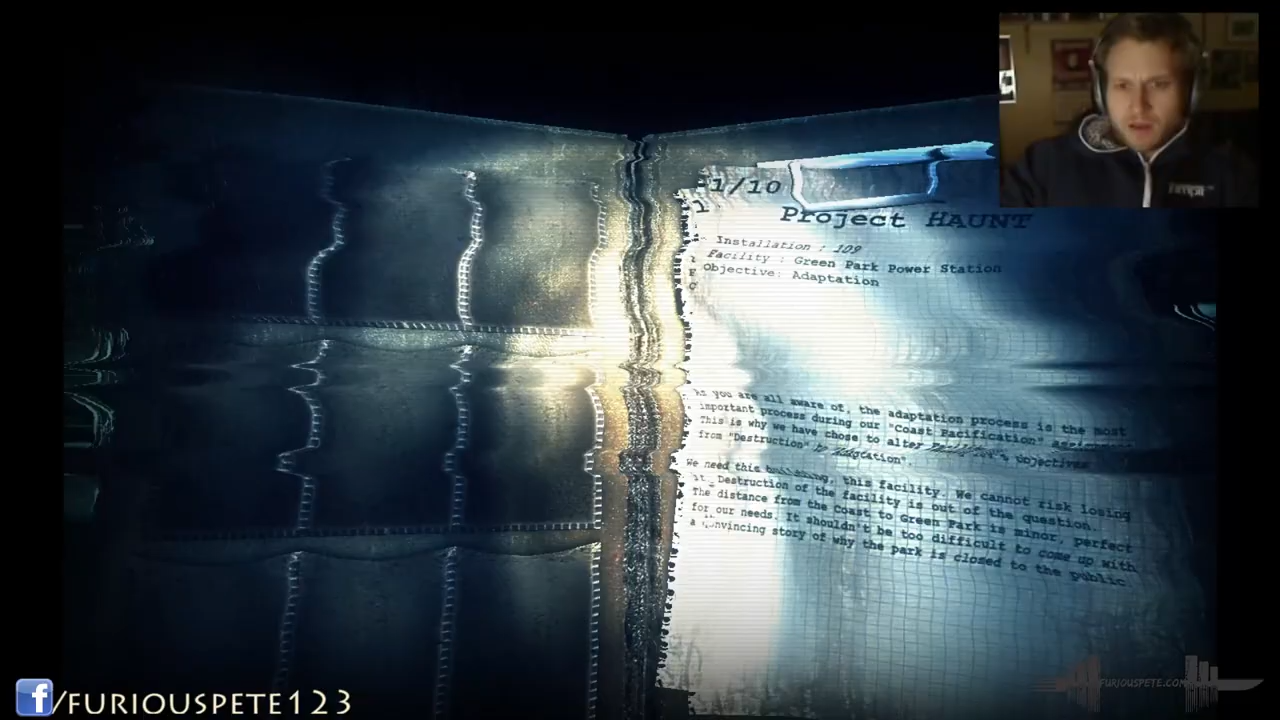 1/10
Project HAUNT
Installation : 109
Facility : Green Park Power Station
Objective: Adaptation
As you are all aware of, the adaptation process is the most
important process during our "Coast Pacification"
This is why we have chose to alter objectives
from "Destruction" to "Adaptation".
We need this building, this facility. We cannot risk losing
it. Destruction of the facility is out of the question.
The distance from the Coast to Green Park is minor, perfect
for our needs. It shouldn't be too difficult to come up with
a convincing story of why the park is closed to the public
/FURIOUSPETE123
FURIOUSPETE.COM